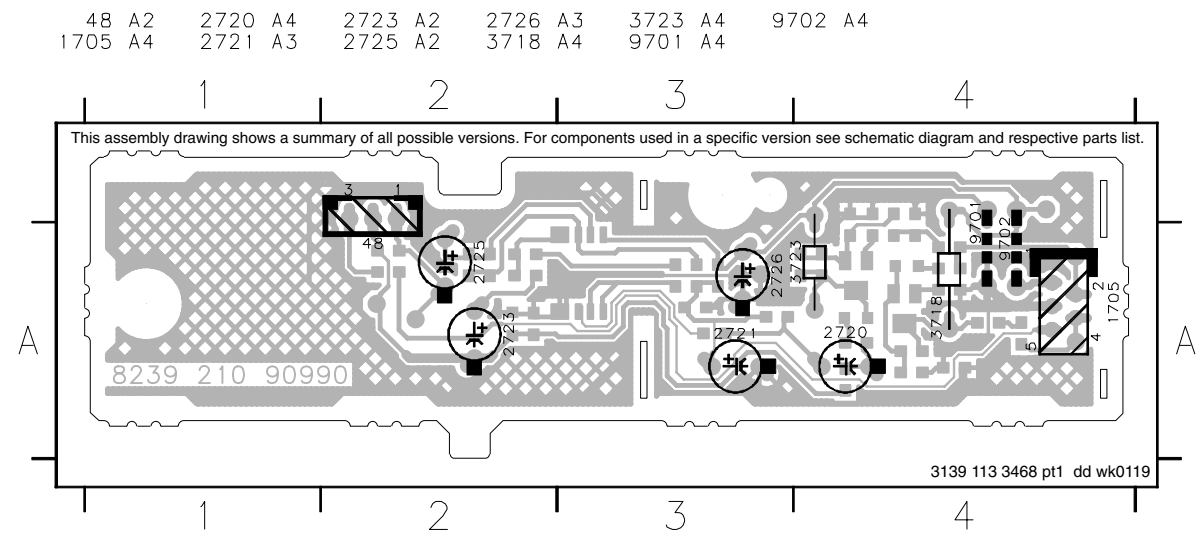 48 A2 2720 A4 2723 A2 2726 A3 3723 A4 9702 A4
1705 A4 2721 A3 2725 A2 3718 A4 9701 A4
1 2 3 4
This assembly drawing shows a summary of all possible versions. For components used in a specific version see schematic diagram and respective parts list.
3 1
48
2725
2723
2726
3723
9701
9702
1
2
1705
3718
2721
2720
5
4
A A
8239 210 90990
3139 113 3468 pt1 dd wk0119
1 2 3 4